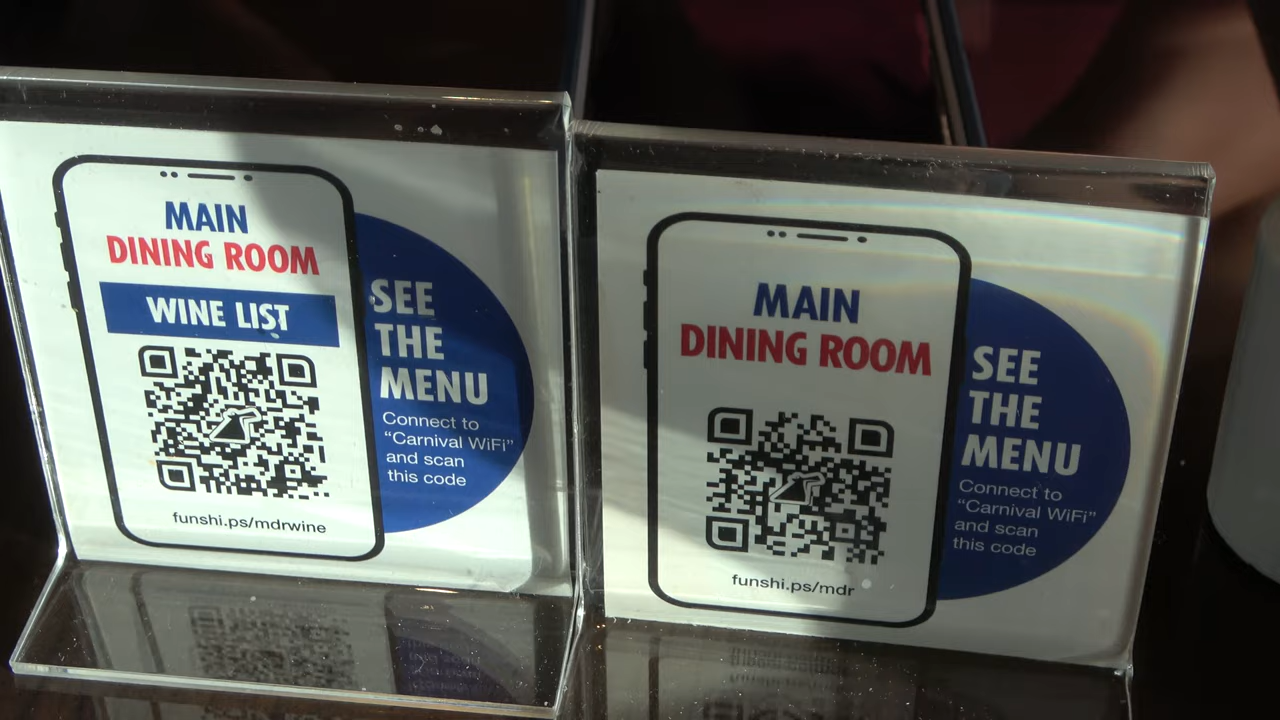 MAIN
DINING ROOM
WINE LIST
funshi.ps/mdrwine
SEE
THE
MENU
Connect to
“Carnival WiFi”
and scan
this code
MAIN
DINING ROOM
funshi.ps/mdr
SEE
THE
MENU
Connect to
“Carnival WiFi”
and scan
this code